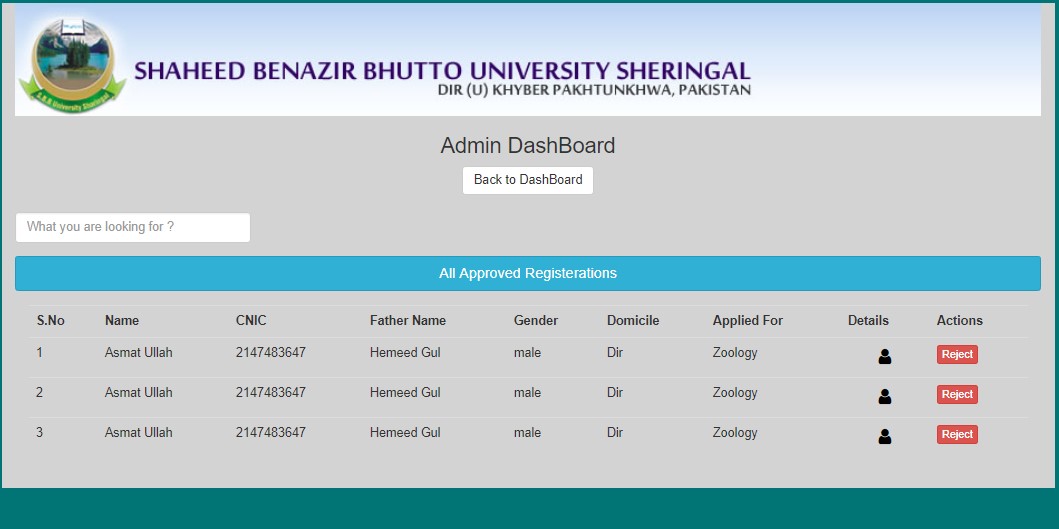 S.B.B University Sheringal
SHAHEED BENAZIR BHUTTO UNIVERSITY SHERINGAL
DIR (U) KHYBER PAKHTUNKHWA, PAKISTAN
Admin DashBoard
Back to DashBoard
What you are looking for ?
All Approved Registerations
S.No Name CNIC Father Name Gender Domicile Applied For Details Actions
1 Asmat Ullah 2147483647 Hemeed Gul male Dir Zoology Reject
2 Asmat Ullah 2147483647 Hemeed Gul male Dir Zoology Reject
3 Asmat Ullah 2147483647 Hemeed Gul male Dir Zoology Reject